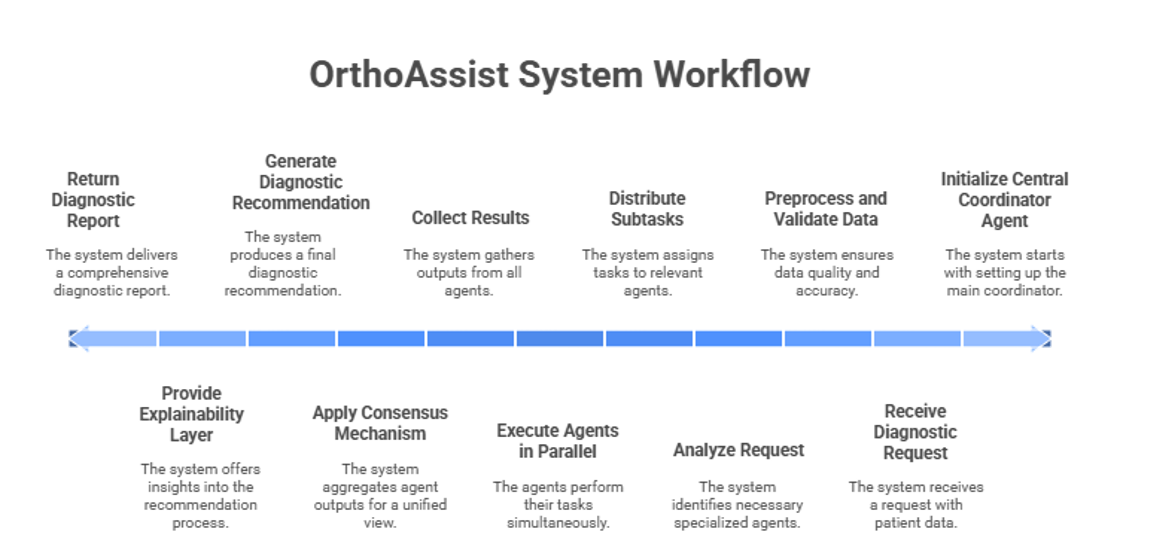 OrthoAssist System Workflow
Return
Diagnostic
Report
The system delivers
a comprehensive
diagnostic report.
Generate
Diagnostic
Recommendation
The system
produces a final
diagnostic
recommendation.
Collect Results
The system gathers
outputs from all
agents.
Distribute
Subtasks
The system assigns
tasks to relevant
agents.
Preprocess and
Validate Data
The system ensures
data quality and
accuracy.
Initialize Central
Coordinator
Agent
The system starts
with setting up the
main coordinator.
Provide
Explainability
Layer
The system offers
insights into the
recommendation
process.
Apply Consensus
Mechanism
The system
aggregates agent
outputs for a unified
view.
Execute Agents
in Parallel
The agents perform
their tasks
simultaneously.
Analyze Request
The system
identifies necessary
specialized agents.
Receive
Diagnostic
Request
The system receives
a request with
patient data.